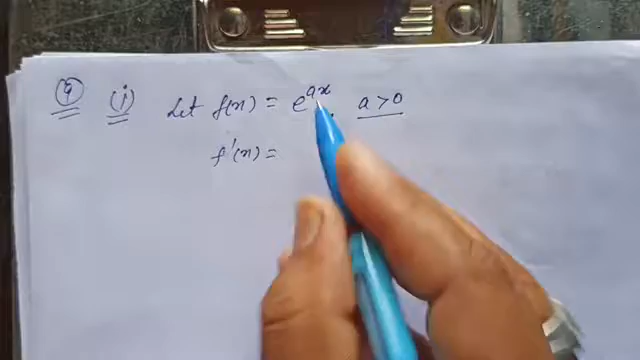 9 (i) Let f(x) = e^{ax}, a > 0
f'(x) =